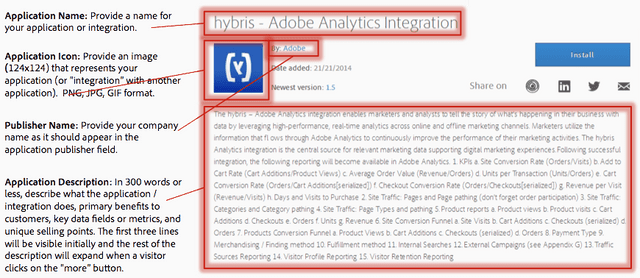 Application Name: Provide a name for
your application or integration.
Application Icon: Provide an image
(124x124) that represents your
application (or "integration" with another
application). PNG, JPG, GIF format.
Publisher Name: Provide your company
name as it should appear in the
application publisher field.
Application Description: In 300 words or
less, describe what the application /
integration does, primary benefits to
customers, key data fields or metrics, and
unique selling points. The first three lines
will be visible initially and the rest of the
description will expand when a visitor
clicks on the "more" button.
hybris - Adobe Analytics Integration
By: Adobe
Date added: 21/21/2014
Newest version: 1.5
Install
Share on
The hybris – Adobe Analytics integration enables marketers and analysts to tell the story of what's happening in their business with
data by leveraging high-performance, real-time analytics across online and offline marketing channels. Marketers utilize the
information that flows through Adobe Analytics to continuously improve the performance of their marketing activities. The hybris Analytics
integration is the central source for relevant marketing data supporting digital marketing experiences Following successful
integration, the following reporting will become available in Adobe Analytics. 1. KPIs a. Site Conversion Rate (Orders/Visits) b. Add to
Cart Rate (Cart Additions/Product Views) c. Average Order Value (Revenue/Orders) d. Units per Transaction (Units/Orders) e. Cart
Conversion Rate (Orders/Cart Additions[serialized]) f. Checkout Conversion Rate (Orders/Checkouts[serialized]) g. Revenue per Visit
(Revenue/Visits) h. Days and Visits to Purchase 2. Site Traffic: Pages and Page pathing (don't forget order participation) 3. Site Traffic:
Categories and Category pathing 4. Site Traffic: Page Types and pathing 5. Product reports a. Product views b. Product visits c. Cart
Additions d. Checkouts e. Orders f. Units g. Revenue 6. Site Conversion Funnel a. Site Visits b. Cart Additions c. Checkouts (serialized) d.
Orders 7. Products Conversion Funnel a. Product Views b. Cart Additions c. Checkouts (serialized) d. Orders 8. Payment Type 9.
Merchandising / Finding method 10. Fulfillment method 11. Internal Searches 12. External Campaigns (see Appendix G) 13. Traffic
Sources Reporting 14. Visitor Profile Reporting 15. Visitor Retention Reporting